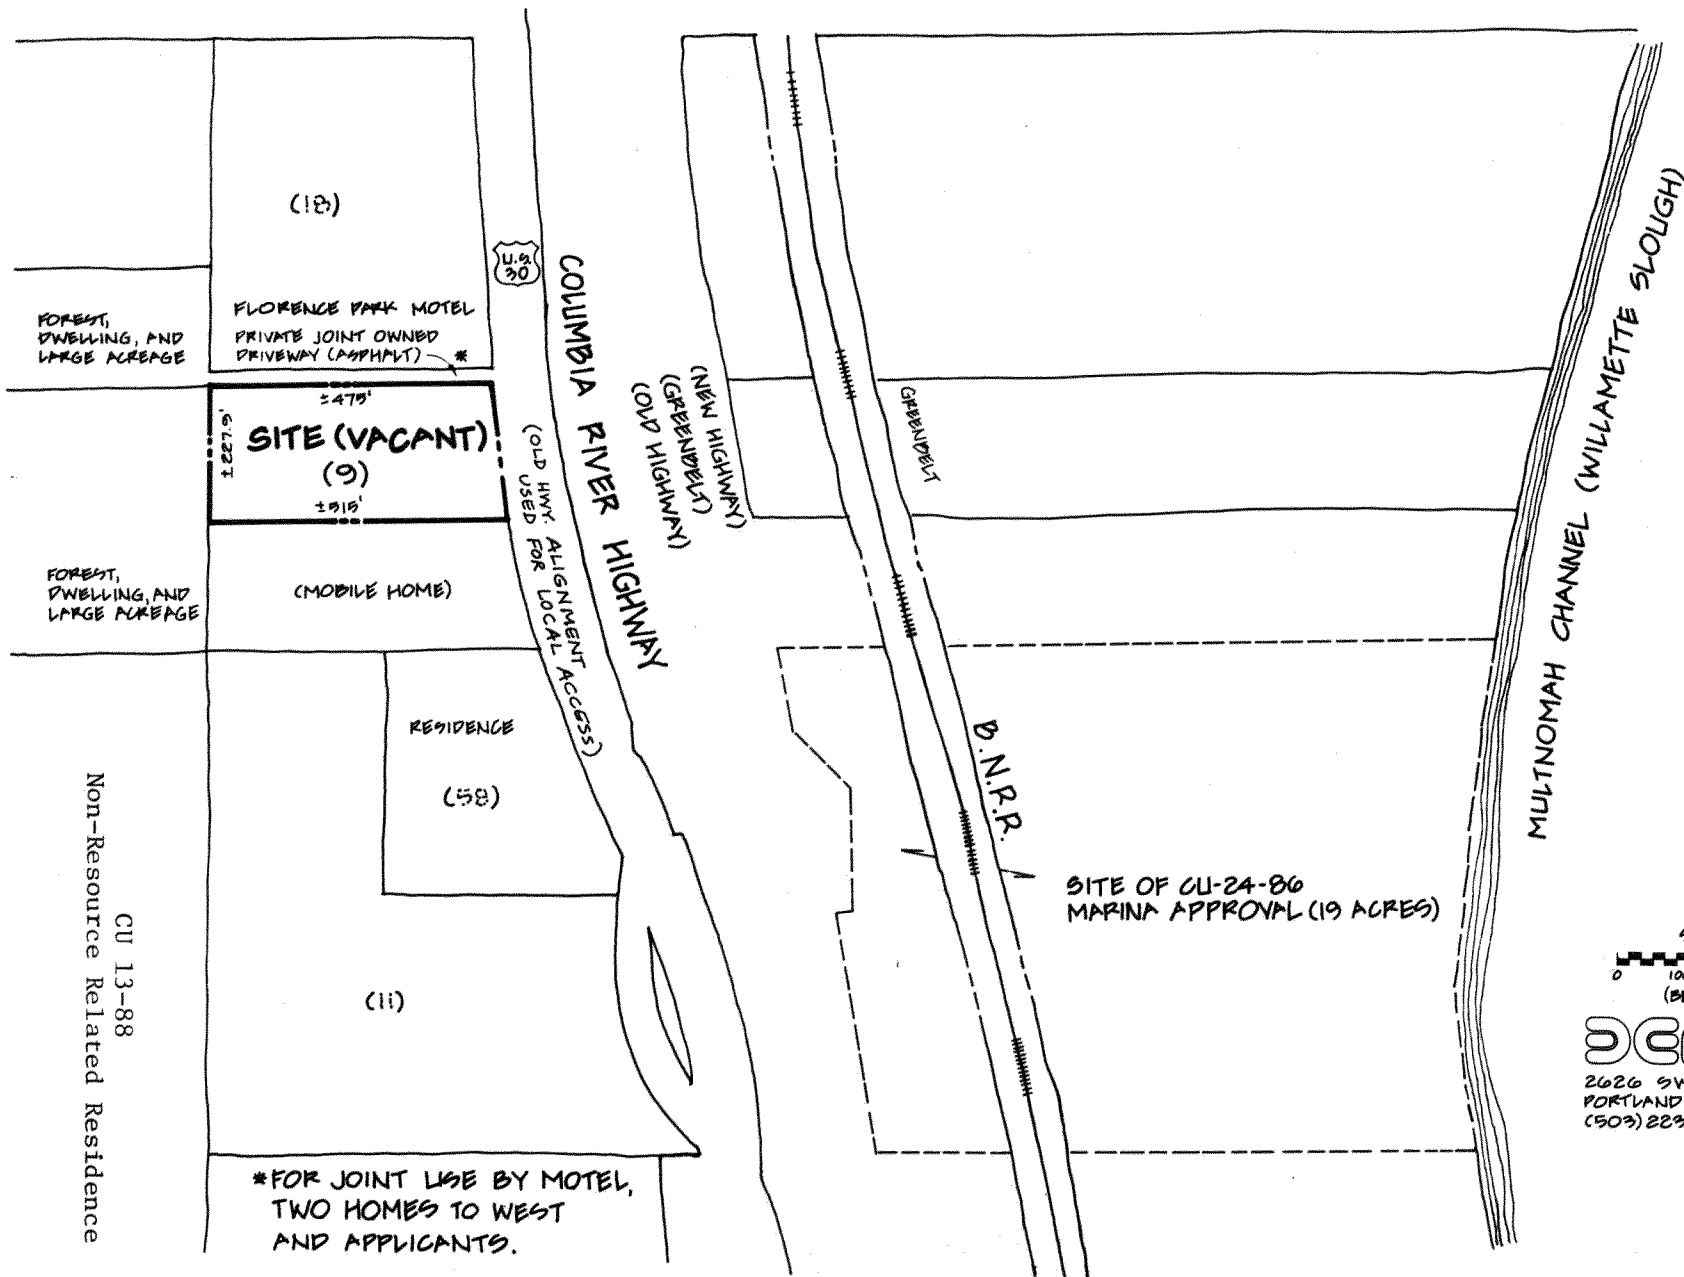 (18)
U.S.
30
FOREST,
DWELLING, AND
LARGE ACREAGE
FLORENCE PARK MOTEL
PRIVATE JOINT OWNED
DRIVEWAY (ASPHALT) *
±475'
±227.5'
SITE (VACANT)
(9)
±515'
FOREST,
DWELLING, AND
LARGE ACREAGE
(MOBILE HOME)
COLUMBIA RIVER HIGHWAY
(OLD HWY. ALIGNMENT
USED FOR LOCAL ACCESS)
(NEW HIGHWAY)
(GREENBELT)
(OLD HIGHWAY)
GREENBELT
MULTNOMAH CHANNEL (WILLAMETTE SLOUGH)
RESIDENCE
(58)
B.N.R.R.
SITE OF CU-24-86
MARINA APPROVAL (19 ACRES)
(11)
CU 13-88
Non-Resource Related Residence
*FOR JOINT USE BY MOTEL,
TWO HOMES TO WEST
AND APPLICANTS.
0
2626 SW
PORTLAND
(503) 223